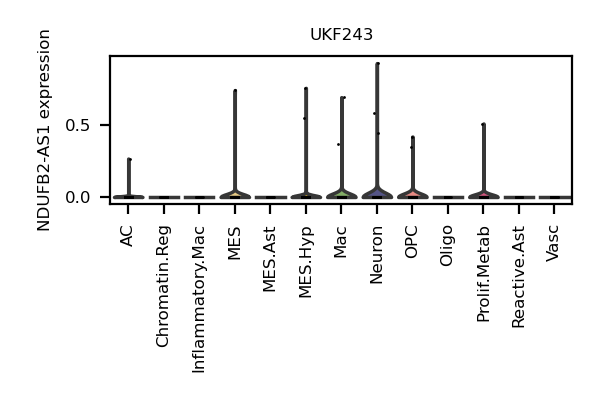 UKF243
NDUFB2-AS1 expression
0.5
0.0
AC
Chromatin.Reg
Inflammatory.Mac
MES
MES.Ast
MES.Hyp
Mac
Neuron
OPC
Oligo
Prolif.Metab
Reactive.Ast
Vasc